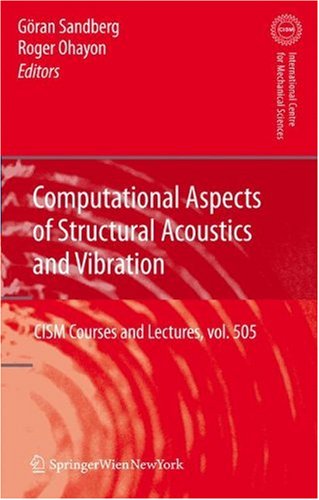 Göran Sandberg
Roger Ohayon
Editors
CISM
International Centre
for Mechanical Sciences
Computational Aspects
of Structural Acoustics
and Vibration
CISM Courses and Lectures, vol. 505
SpringerWienNewYork